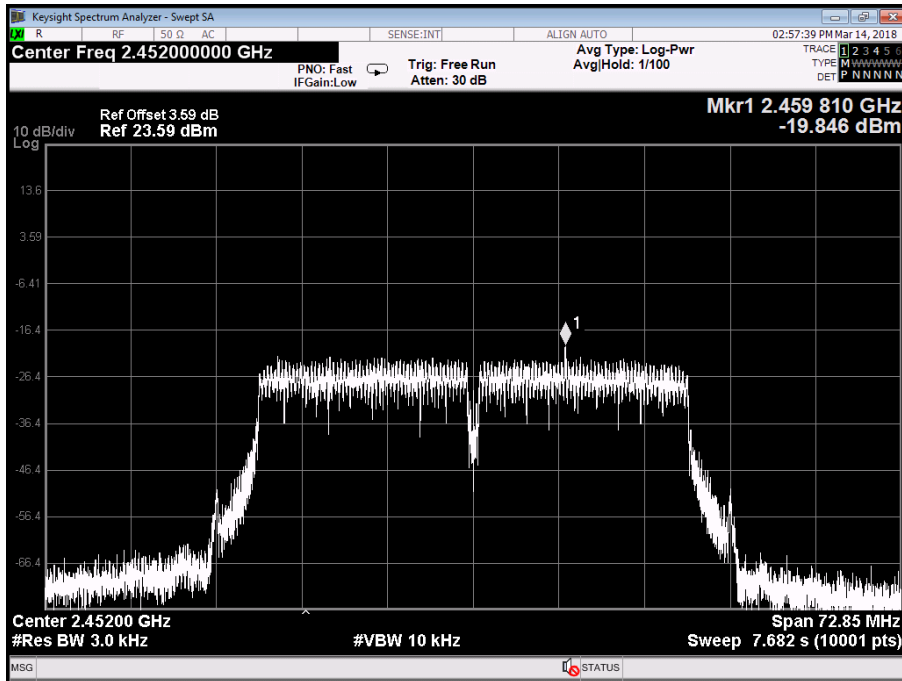 Keysight Spectrum Analyzer - Swept SA
LXI R RF 50 Ω AC SENSE:INT ALIGN AUTO 02:57:39 PM Mar 14, 2018
Center Freq 2.452000000 GHz
PNO: Fast
IFGain:Low
Trig: Free Run
Atten: 30 dB
Avg Type: Log-Pwr
Avg|Hold: 1/100
TRACE 1 2 3 4 5 6
TYPE M W W W W W
DET P N N N N N
Ref Offset 3.59 dB
10 dB/div Ref 23.59 dBm
Log
Mkr1 2.459 810 GHz
-19.846 dBm
13.6
3.59
-6.41
-16.4
1
-26.4
-36.4
-46.4
-56.4
-66.4
Center 2.45200 GHz Span 72.85 MHz
#Res BW 3.0 kHz #VBW 10 kHz Sweep 7.682 s (10001 pts)
MSG STATUS